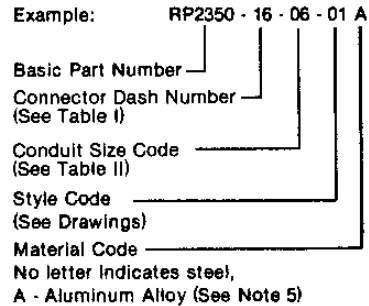 Example: RP2350 - 16 - 06 - 01 A
Basic Part Number
Connector Dash Number
(See Table I)
Conduit Size Code
(See Table II)
Style Code
(See Drawings)
Material Code
No letter indicates steel,
A - Aluminum Alloy (See Note 5)